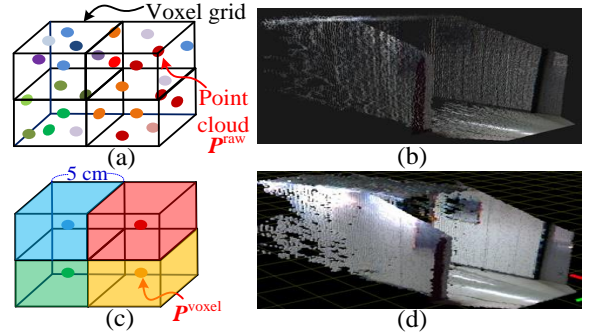 Voxel grid
Point
cloud
P^raw
(a)
(b)
5 cm
P^voxel
(c)
(d)